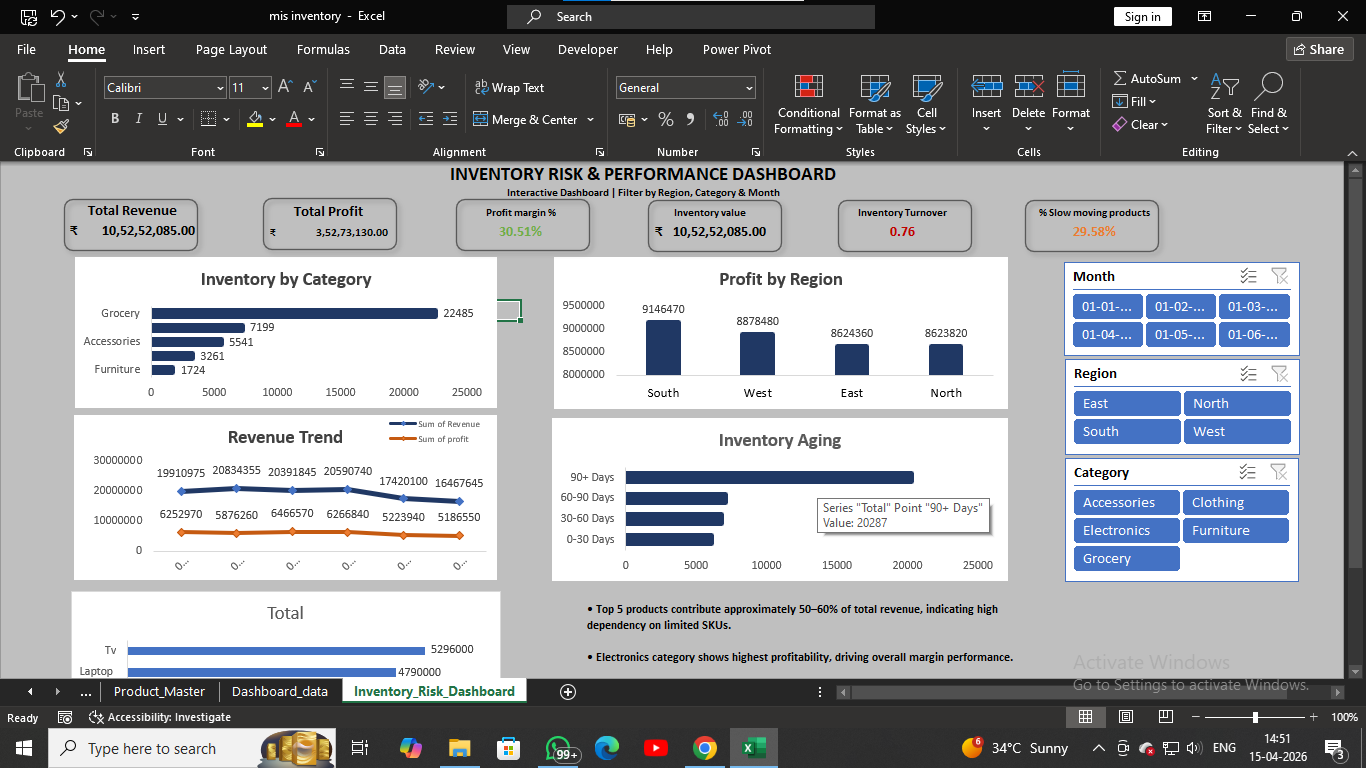 mis inventory - Excel
Search
Sign in
File Home Insert Page Layout Formulas Data Review View Developer Help Power Pivot
Share
Paste
Clipboard
Calibri
11
B I U
Font
Wrap Text
Merge & Center
Alignment
General
Number
Conditional Formatting
Format as Table
Cell Styles
Styles
Insert
Delete
Format
Cells
AutoSum
Fill
Clear
Sort & Filter
Find & Select
Editing
INVENTORY RISK & PERFORMANCE DASHBOARD
Interactive Dashboard | Filter by Region, Category & Month
Total Revenue
₹ 10,52,52,085.00
Total Profit
₹ 3,52,73,130.00
Profit margin %
30.51%
Inventory value
₹ 10,52,52,085.00
Inventory Turnover
0.76
% Slow moving products
29.58%
Inventory by Category
Grocery 22485
7199
Accessories 5541
3261
Furniture 1724
0 5000 10000 15000 20000 25000
Profit by Region
9500000
9000000
8500000
8000000
9146470 8878480 8624360 8623820
South West East North
Month
01-01-... 01-02-... 01-03-...
01-04-... 01-05-... 01-06-...
Region
East North
South West
Category
Accessories Clothing
Electronics Furniture
Grocery
Revenue Trend
Sum of Revenue
Sum of profit
30000000
20000000
10000000
0
19910975 20834355 20391845 20590740 17420100 16467645
6252970 5876260 6466570 6266840 5223940 5186550
0... 0... 0... 0... 0... 0...
Inventory Aging
90+ Days
60-90 Days
30-60 Days
0-30 Days
0 5000 10000 15000 20000 25000
Series "Total" Point "90+ Days"
Value: 20287
Total
Tv 5296000
Laptop 4790000
• Top 5 products contribute approximately 50–60% of total revenue, indicating high
dependency on limited SKUs.
• Electronics category shows highest profitability, driving overall margin performance.
Activate Windows
Go to Settings to activate Windows.
... Product_Master Dashboard_data Inventory_Risk_Dashboard
Ready
Accessibility: Investigate
100%
Type here to search
99+
6
34°C Sunny
ENG
14:51
15-04-2026
3